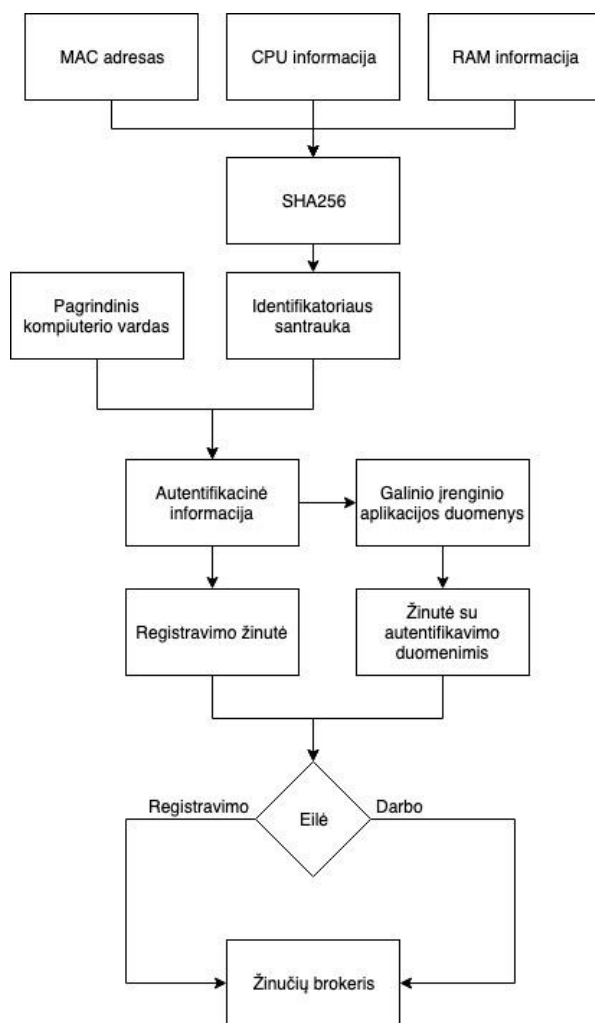 MAC adresas
CPU informacija
RAM informacija
SHA256
Pagrindinis
kompiuterio vardas
Identifikatoriaus
santrauka
Autentifikacinė
informacija
Galinio įrenginio
aplikacijos duomenys
Registravimo žinutė
Žinutė su
autentifikavimo
duomenimis
Registravimo
Eilė
Darbo
Žinučių brokeris